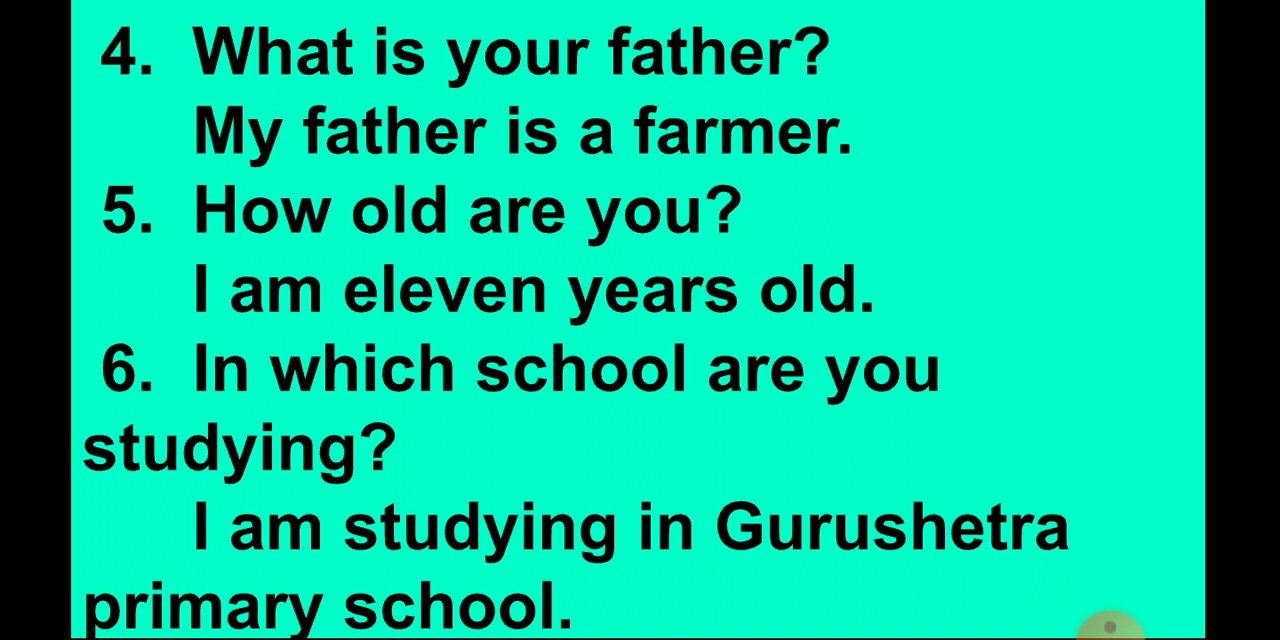 4. What is your father?
My father is a farmer.
5. How old are you?
I am eleven years old.
6. In which school are you
studying?
I am studying in Gurushetra
primary school.